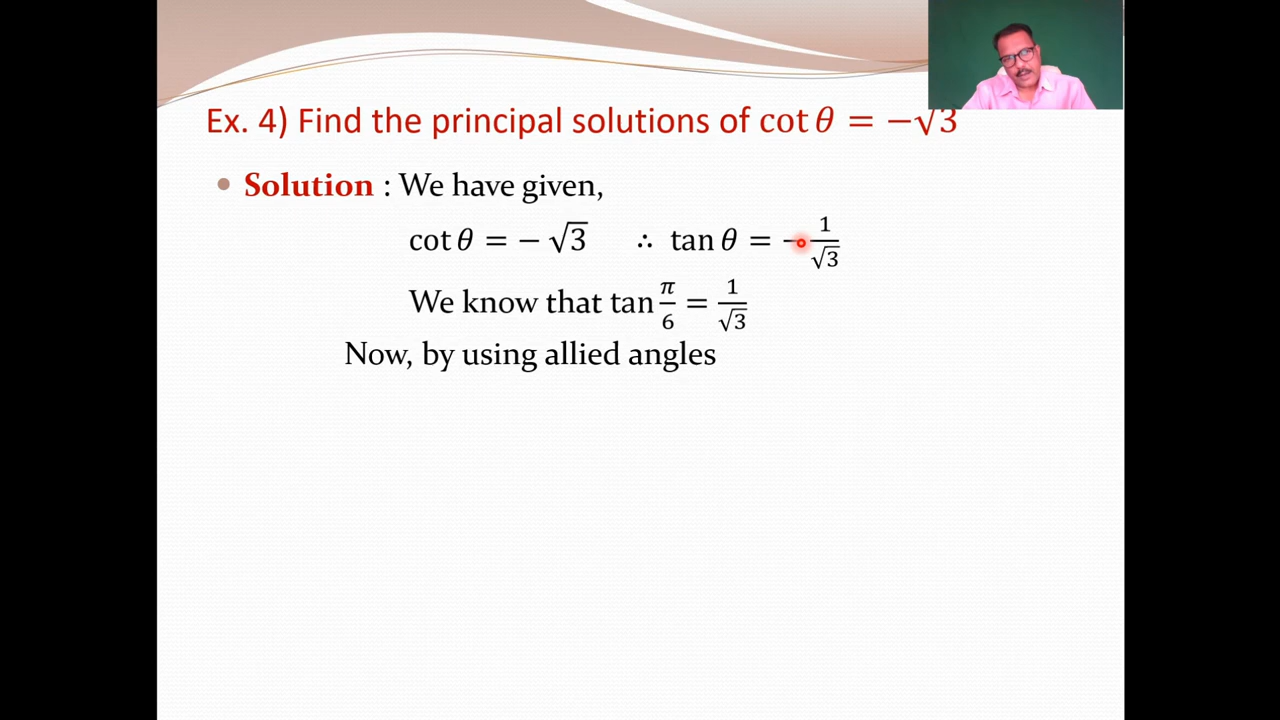 Ex. 4) Find the principal solutions of cot θ = −√3
Solution : We have given,
cot θ = − √3 ∴ tan θ = − 1/√3
We know that tan π/6 = 1/√3
Now, by using allied angles